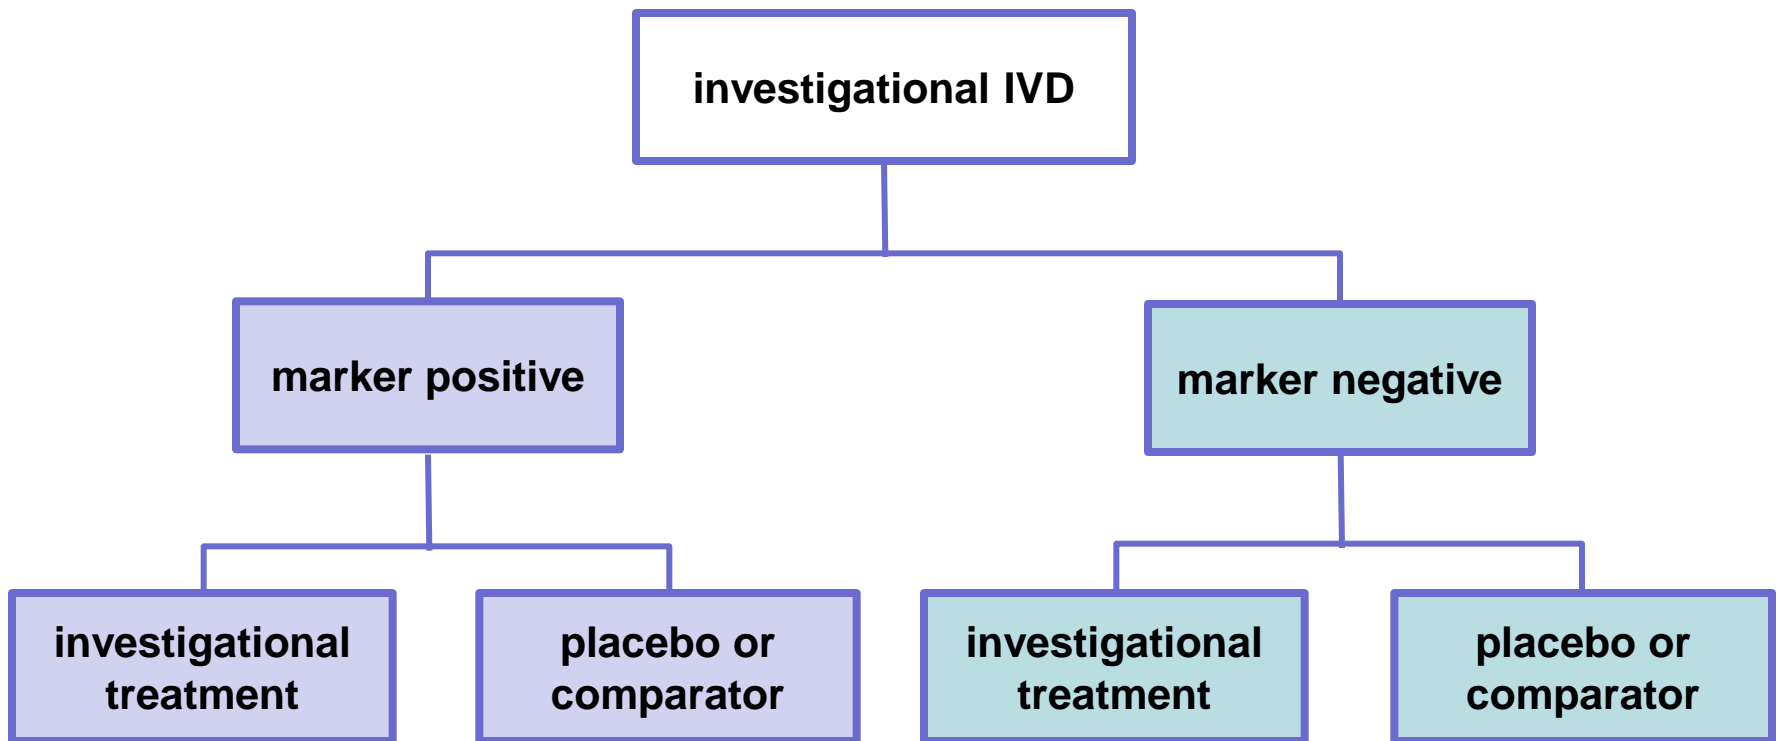 investigational IVD
marker positive
marker negative
investigational
treatment
placebo or
comparator
investigational
treatment
placebo or
comparator